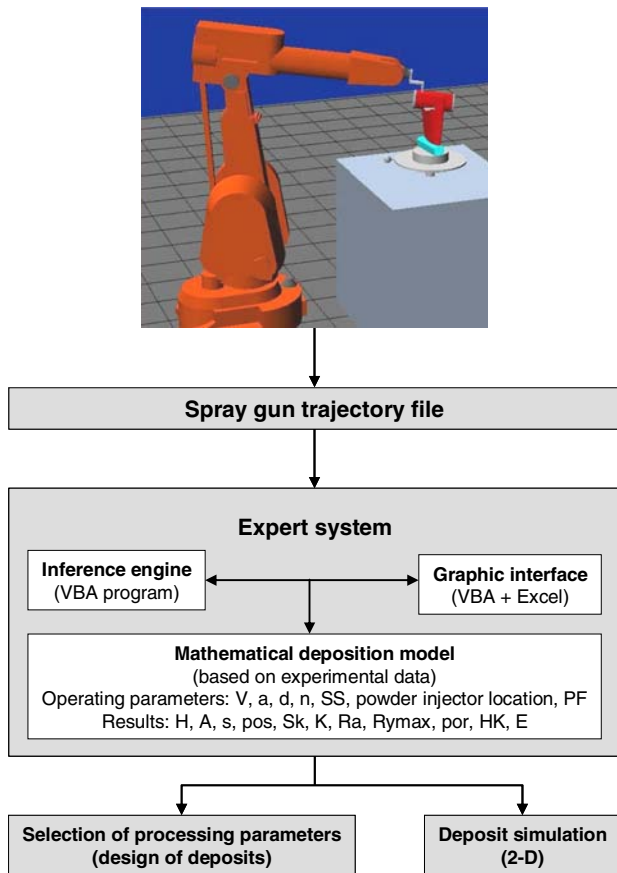 Spray gun trajectory file
Expert system
Inference engine
(VBA program)
Graphic interface
(VBA + Excel)
Mathematical deposition model
(based on experimental data)
Operating parameters: V, a, d, n, SS, powder injector location, PF
Results: H, A, s, pos, Sk, K, Ra, Rymax, por, HK, E
Selection of processing parameters
(design of deposits)
Deposit simulation
(2-D)